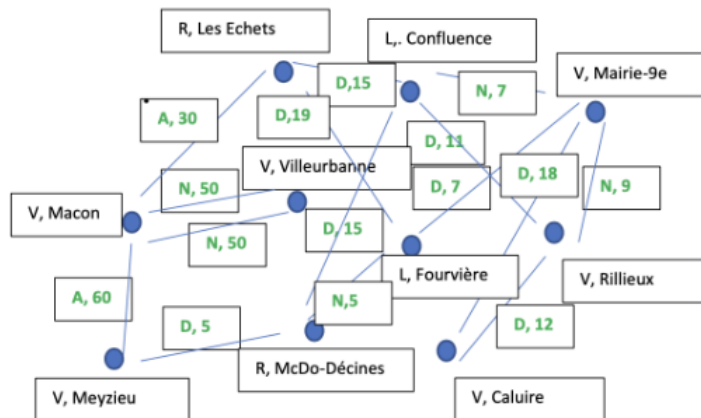 R, Les Echets
L,. Confluence
V, Mairie-9e
D,15
N, 7
A, 30
D,19
D, 11
V, Villeurbanne
D, 7
D, 18
N, 9
N, 50
V, Macon
D, 15
N, 50
L, Fourvière
V, Rillieux
A, 60
N,5
D, 5
D, 12
R, McDo-Décines
V, Meyzieu
V, Caluire